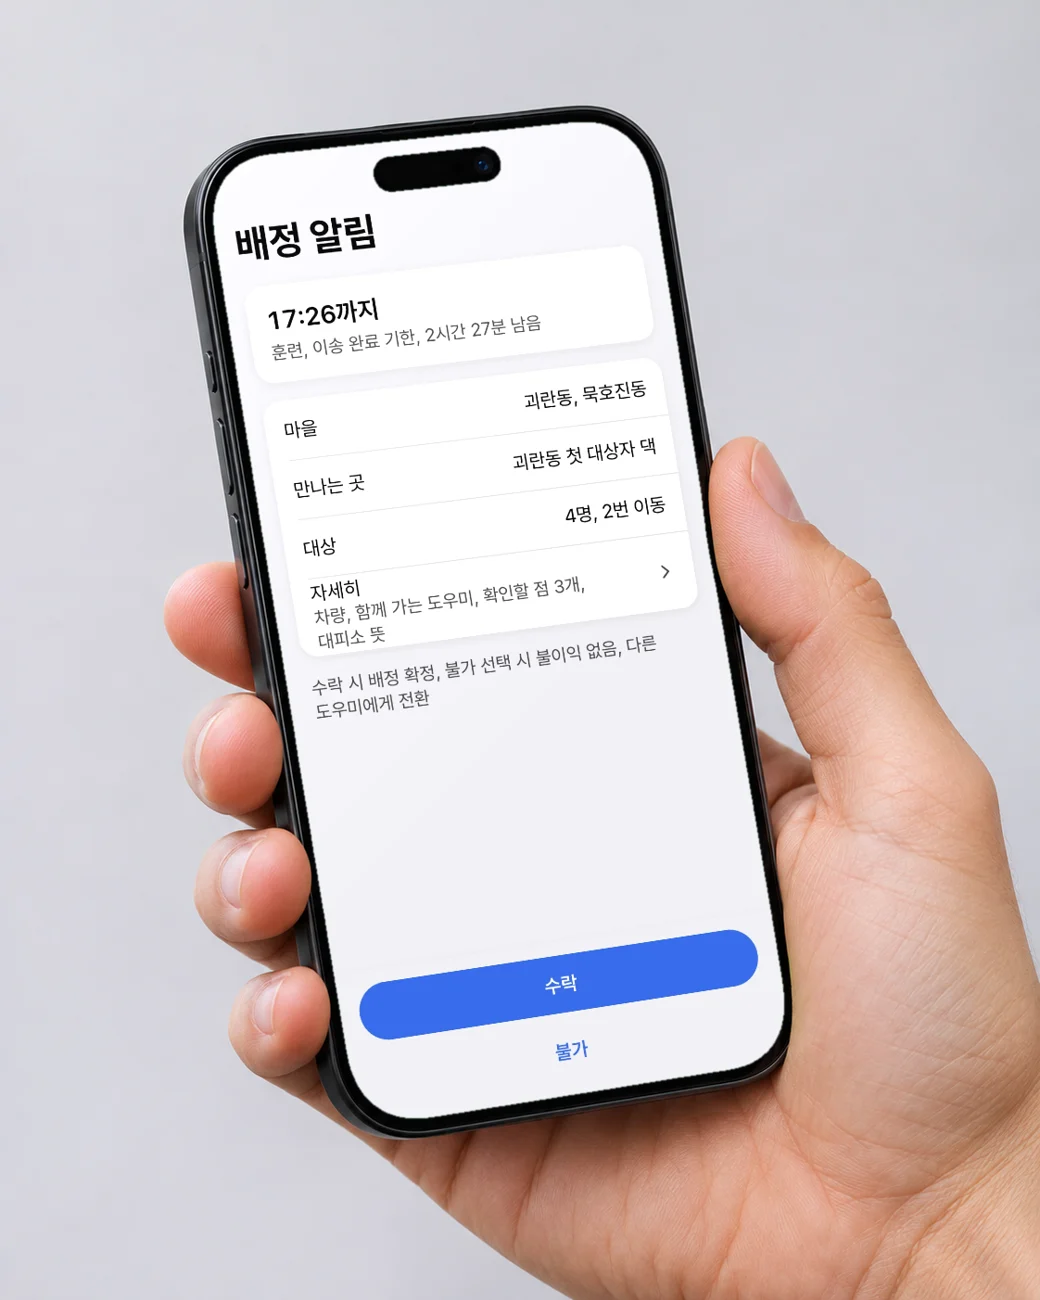 배정 알림
17:26까지
훈련, 이송 완료 기한, 2시간 27분 남음
마을 괴란동, 묵호진동
만나는 곳 괴란동 첫 대상자 댁
대상 4명, 2번 이동
자세히
차량, 함께 가는 도우미, 확인할 점 3개,
대피소 뜻
수락 시 배정 확정, 불가 선택 시 불이익 없음, 다른
도우미에게 전환
수락
불가